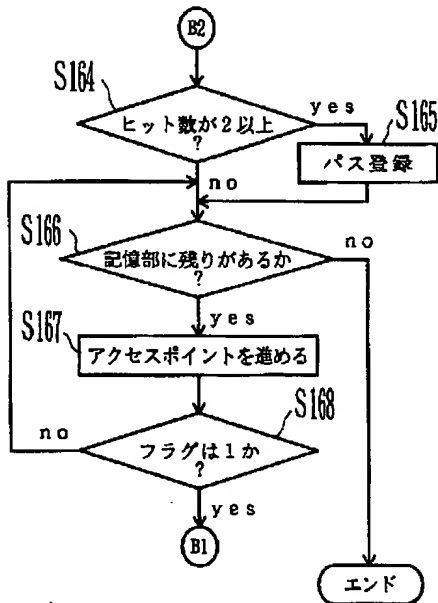 B2
S164
ヒット数が2以上
?
yes
S165
パス登録
no
S166
記憶部に残りがあるか
?
no
yes
S167
アクセスポイントを進める
S168
no
フラグは1か
?
yes
B1
エンド